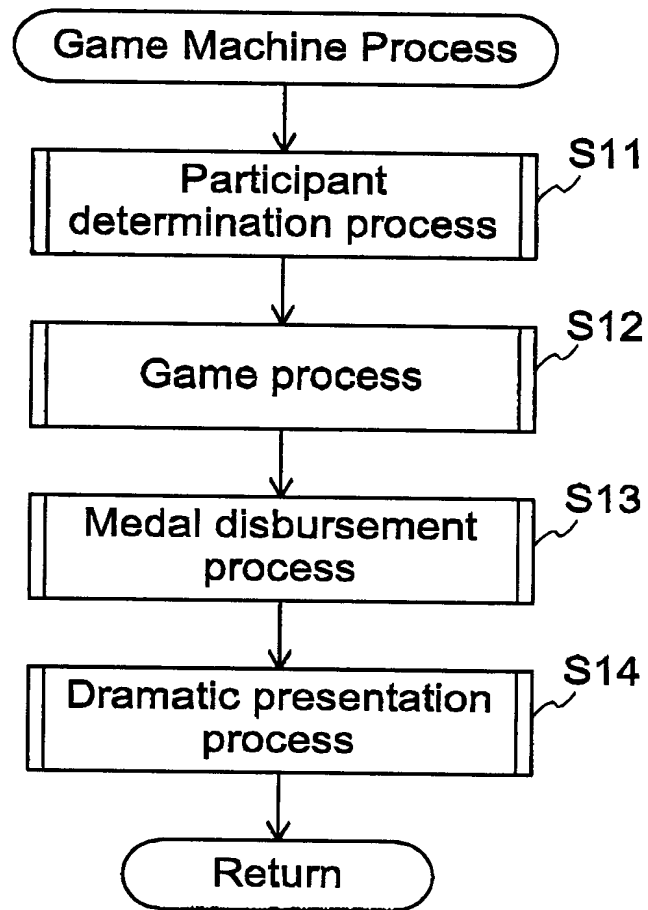 Game Machine Process
S11
Participant
determination process
S12
Game process
S13
Medal disbursement
process
S14
Dramatic presentation
process
Return